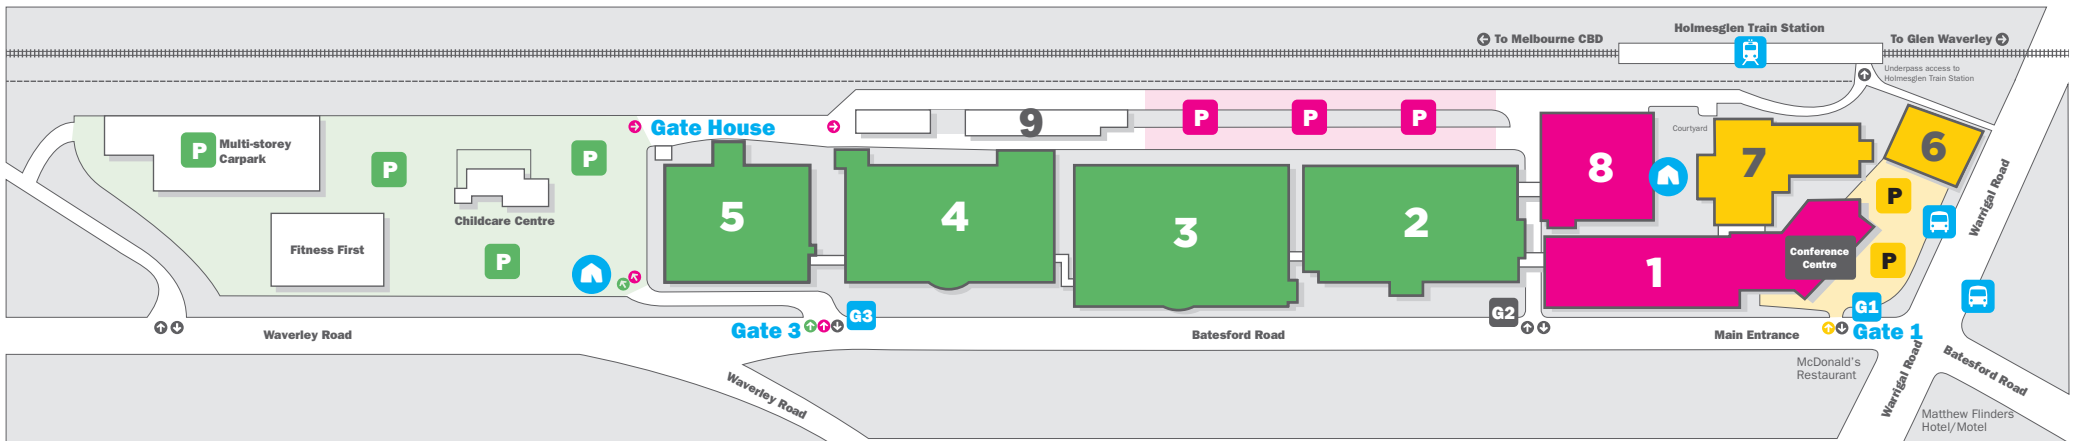 Holmesglen Train Station
To Melbourne CBD
To Glen Waverley
Underpass access to
Holmesglen Train Station
P
P
P
9
Gate House
P
Multi-storey
Carpark
P
P
Childcare Centre
Fitness First
P
5
4
3
2
8
Courtyard
7
6
P
P
1
Conference
Centre
Warrigal Road
G3
G2
G1
Gate 3
Gate 1
Waverley Road
Batesford Road
Main Entrance
Waverley Road
McDonald's
Restaurant
Warrigal Road
Batesford Road
Matthew Flinders
Hotel/Motel